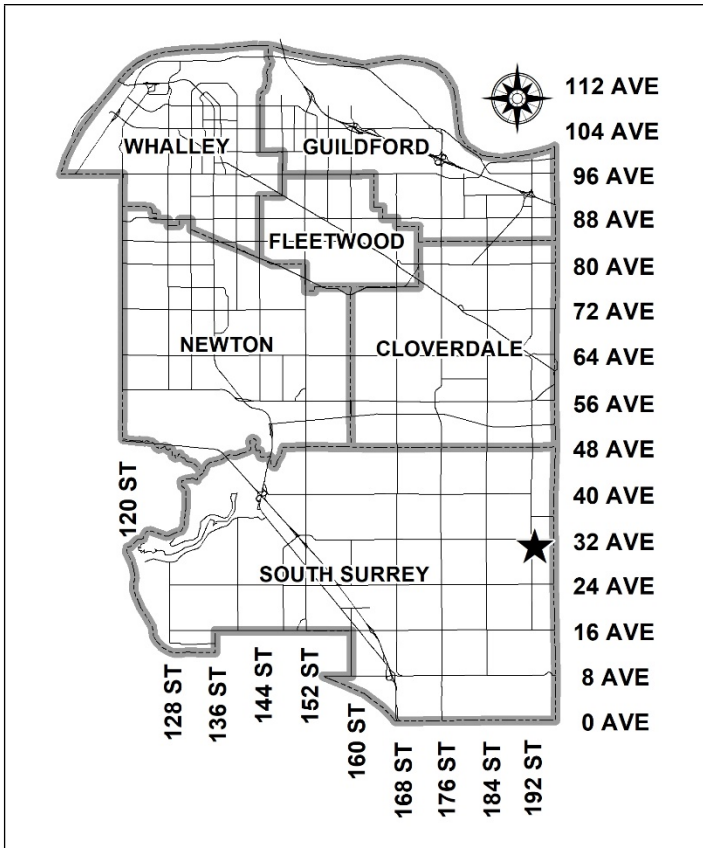 112 AVE
104 AVE
WHALLEY
GUILDFORD
96 AVE
88 AVE
FLEETWOOD
80 AVE
72 AVE
NEWTON
CLOVERDALE
64 AVE
56 AVE
48 AVE
120 ST
40 AVE
32 AVE
SOUTH SURREY
24 AVE
16 AVE
8 AVE
0 AVE
128 ST
136 ST
144 ST
152 ST
160 ST
168 ST
176 ST
184 ST
192 ST